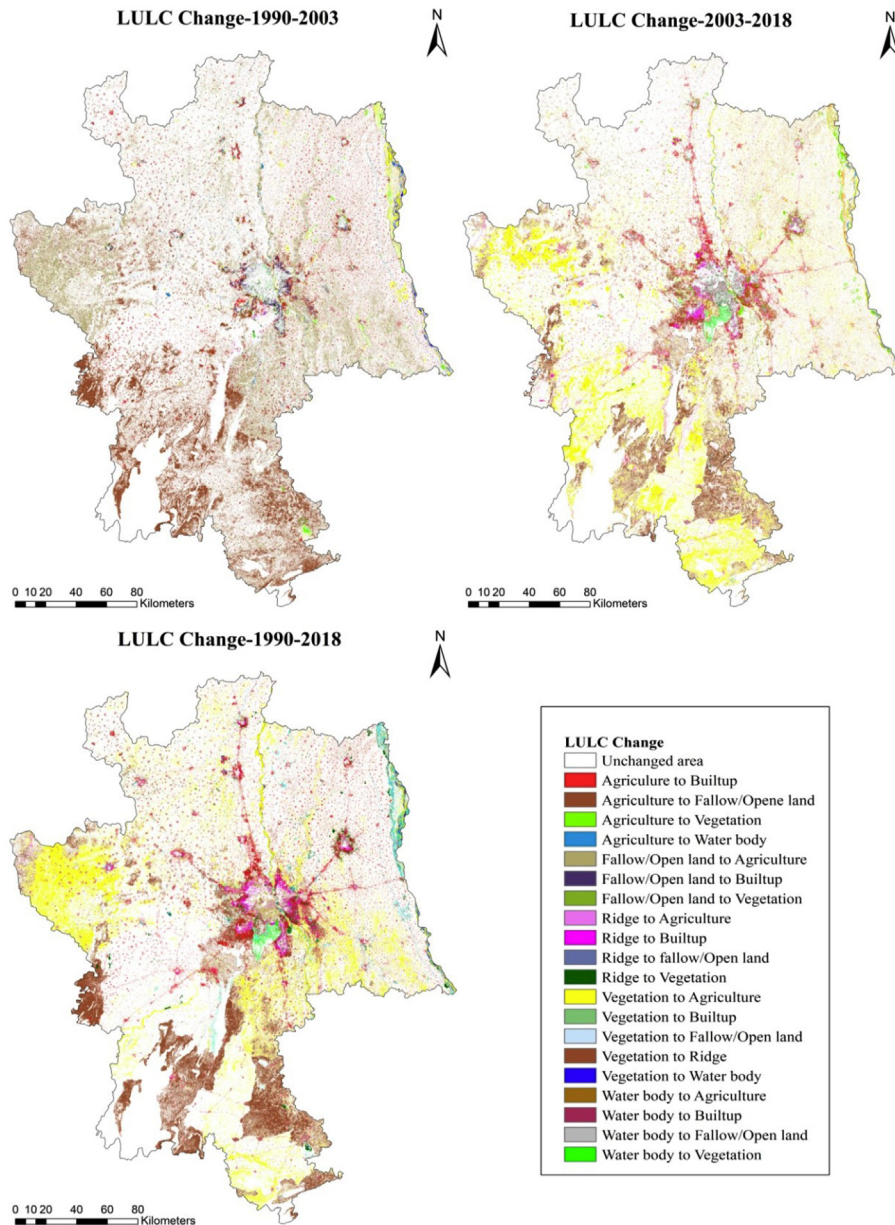 LULC Change-1990-2003
N
0 10 20 40 60 80
Kilometers
LULC Change-2003-2018
N
0 10 20 40 60 80
Kilometers
LULC Change-1990-2018
N
0 10 20 40 60 80
Kilometers
LULC Change
Unchanged area
Agriculure to Builtup
Agriculture to Fallow/Opene land
Agriculture to Vegetation
Agriculture to Water body
Fallow/Open land to Agriculture
Fallow/Open land to Builtup
Fallow/Open land to Vegetation
Ridge to Agriculture
Ridge to Builtup
Ridge to fallow/Open land
Ridge to Vegetation
Vegetation to Agriculture
Vegetation to Builtup
Vegetation to Fallow/Open land
Vegetation to Ridge
Vegetation to Water body
Water body to Agriculture
Water body to Builtup
Water body to Fallow/Open land
Water body to Vegetation